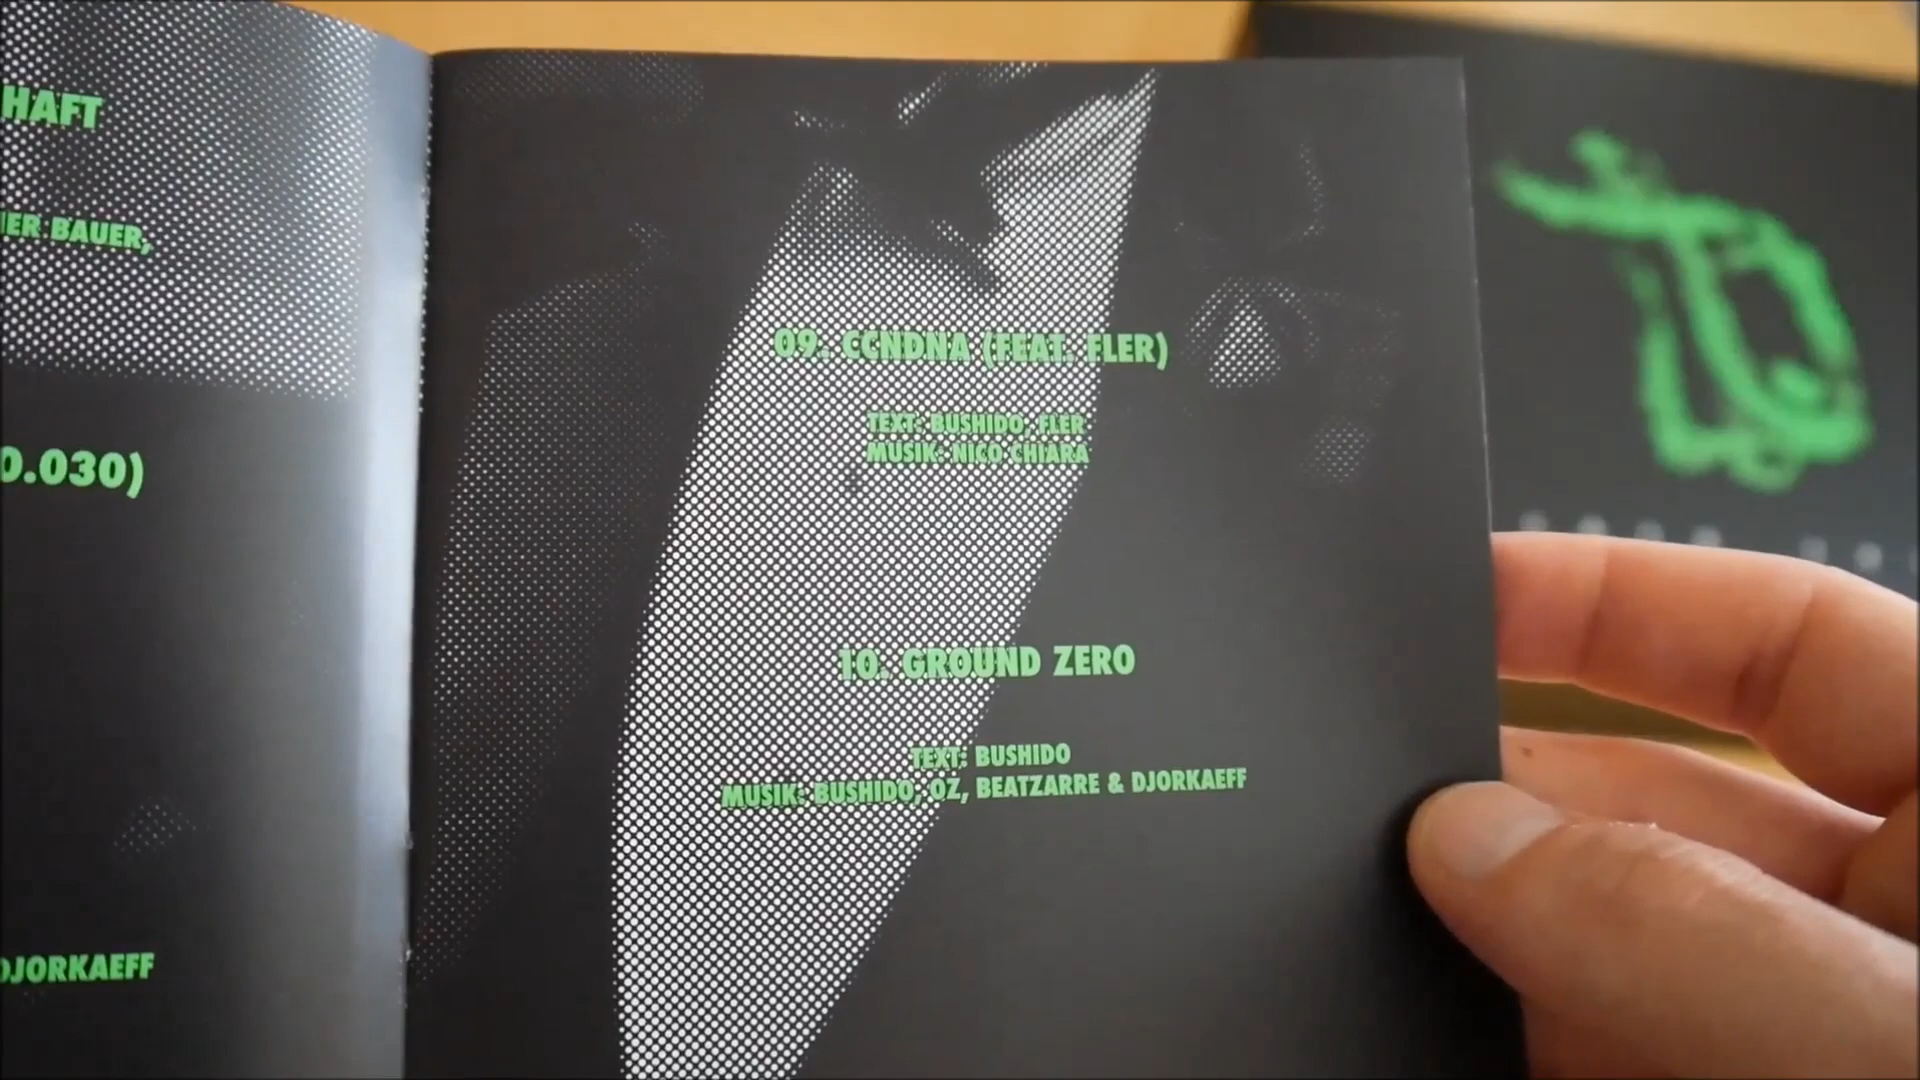 HAFT
IER BAUER,
0.030)
DJORKAEFF
09. CCNDNA (FEAT. FLER)
TEXT: BUSHIDO, FLER
MUSIK: NICO CHIARA
10. GROUND ZERO
TEXT: BUSHIDO
MUSIK: BUSHIDO, OZ, BEATZARRE & DJORKAEFF